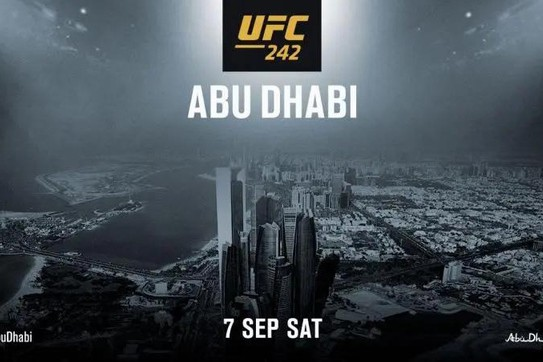 UFC
242
ABU DHABI
7 SEP SAT
uDhabi
Abu Dh